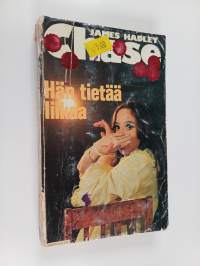 JAMES HADLEY
Chase
Hän tietää
liikaa